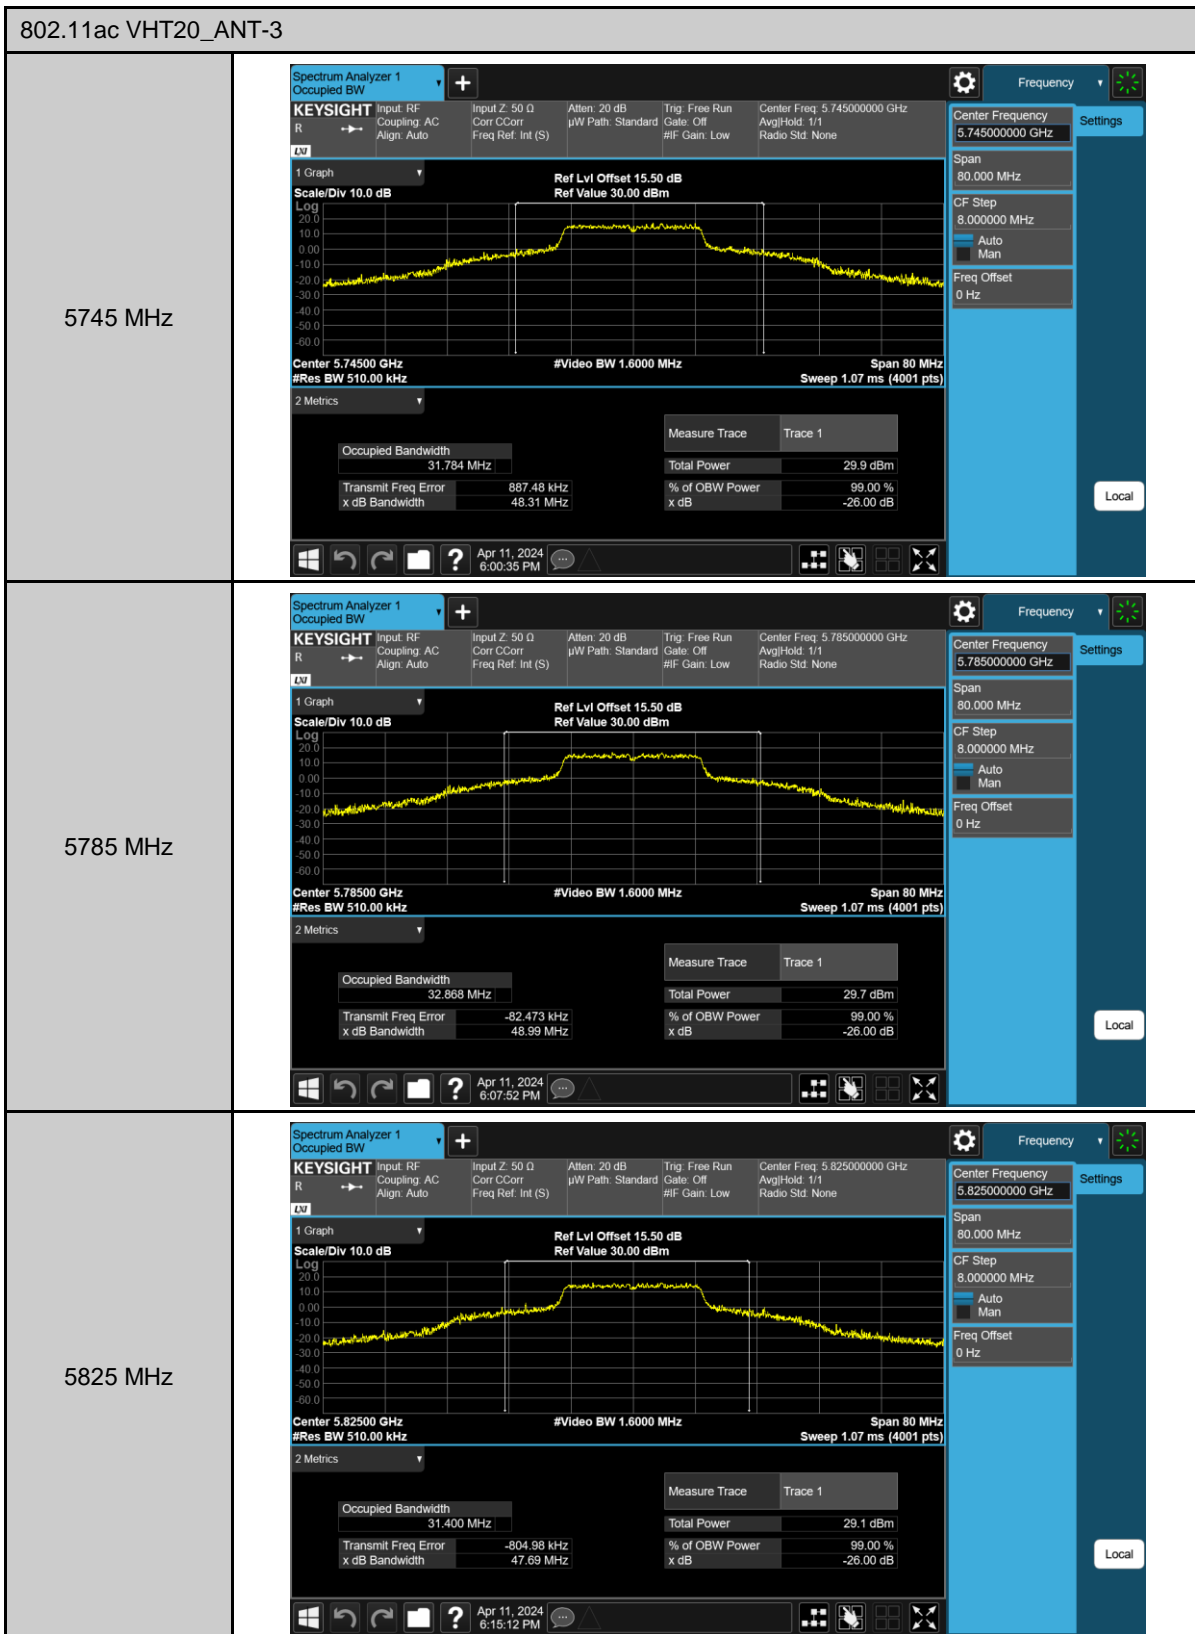 802.11ac VHT20_ANT-3
5745 MHz
Spectrum Analyzer 1
Occupied BW
Frequency
KEYSIGHT
R
LXI
Input: RF
Coupling: AC
Align: Auto
Input Z: 50 Ω
Corr CCorr
Freq Ref: Int (S)
Atten: 20 dB
µW Path: Standard
Trig: Free Run
Gate: Off
#IF Gain: Low
Center Freq: 5.745000000 GHz
Avg|Hold: 1/1
Radio Std: None
Center Frequency
5.745000000 GHz
Settings
Span
80.000 MHz
CF Step
8.000000 MHz
Auto
Man
Freq Offset
0 Hz
Local
1 Graph
Scale/Div 10.0 dB
Ref Lvl Offset 15.50 dB
Ref Value 30.00 dBm
Log
20.0
10.0
0.00
-10.0
-20.0
-30.0
-40.0
-50.0
-60.0
Center 5.74500 GHz
#Video BW 1.6000 MHz
Span 80 MHz
#Res BW 510.00 kHz
Sweep 1.07 ms (4001 pts)
2 Metrics
Measure Trace Trace 1
Occupied Bandwidth
31.784 MHz
Total Power 29.9 dBm
Transmit Freq Error 887.48 kHz
% of OBW Power 99.00 %
x dB Bandwidth 48.31 MHz
x dB -26.00 dB
?
Apr 11, 2024
6:00:35 PM
5785 MHz
Spectrum Analyzer 1
Occupied BW
Frequency
KEYSIGHT
R
LXI
Input: RF
Coupling: AC
Align: Auto
Input Z: 50 Ω
Corr CCorr
Freq Ref: Int (S)
Atten: 20 dB
µW Path: Standard
Trig: Free Run
Gate: Off
#IF Gain: Low
Center Freq: 5.785000000 GHz
Avg|Hold: 1/1
Radio Std: None
Center Frequency
5.785000000 GHz
Settings
Span
80.000 MHz
CF Step
8.000000 MHz
Auto
Man
Freq Offset
0 Hz
Local
1 Graph
Scale/Div 10.0 dB
Ref Lvl Offset 15.50 dB
Ref Value 30.00 dBm
Log
20.0
10.0
0.00
-10.0
-20.0
-30.0
-40.0
-50.0
-60.0
Center 5.78500 GHz
#Video BW 1.6000 MHz
Span 80 MHz
#Res BW 510.00 kHz
Sweep 1.07 ms (4001 pts)
2 Metrics
Measure Trace Trace 1
Occupied Bandwidth
32.868 MHz
Total Power 29.7 dBm
Transmit Freq Error -82.473 kHz
% of OBW Power 99.00 %
x dB Bandwidth 48.99 MHz
x dB -26.00 dB
?
Apr 11, 2024
6:07:52 PM
5825 MHz
Spectrum Analyzer 1
Occupied BW
Frequency
KEYSIGHT
R
LXI
Input: RF
Coupling: AC
Align: Auto
Input Z: 50 Ω
Corr CCorr
Freq Ref: Int (S)
Atten: 20 dB
µW Path: Standard
Trig: Free Run
Gate: Off
#IF Gain: Low
Center Freq: 5.825000000 GHz
Avg|Hold: 1/1
Radio Std: None
Center Frequency
5.825000000 GHz
Settings
Span
80.000 MHz
CF Step
8.000000 MHz
Auto
Man
Freq Offset
0 Hz
Local
1 Graph
Scale/Div 10.0 dB
Ref Lvl Offset 15.50 dB
Ref Value 30.00 dBm
Log
20.0
10.0
0.00
-10.0
-20.0
-30.0
-40.0
-50.0
-60.0
Center 5.82500 GHz
#Video BW 1.6000 MHz
Span 80 MHz
#Res BW 510.00 kHz
Sweep 1.07 ms (4001 pts)
2 Metrics
Measure Trace Trace 1
Occupied Bandwidth
31.400 MHz
Total Power 29.1 dBm
Transmit Freq Error -804.98 kHz
% of OBW Power 99.00 %
x dB Bandwidth 47.69 MHz
x dB -26.00 dB
?
Apr 11, 2024
6:15:12 PM